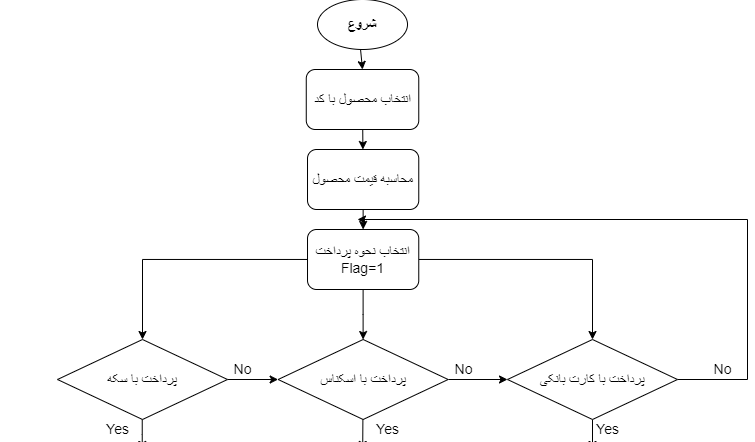 شروع
انتخاب محصول با کد
محاسبه قیمت محصول
انتخاب نحوه پرداخت
Flag=1
پرداخت با سکه
No
پرداخت با اسکناس
No
پرداخت با کارت بانکی
No
Yes
Yes
Yes